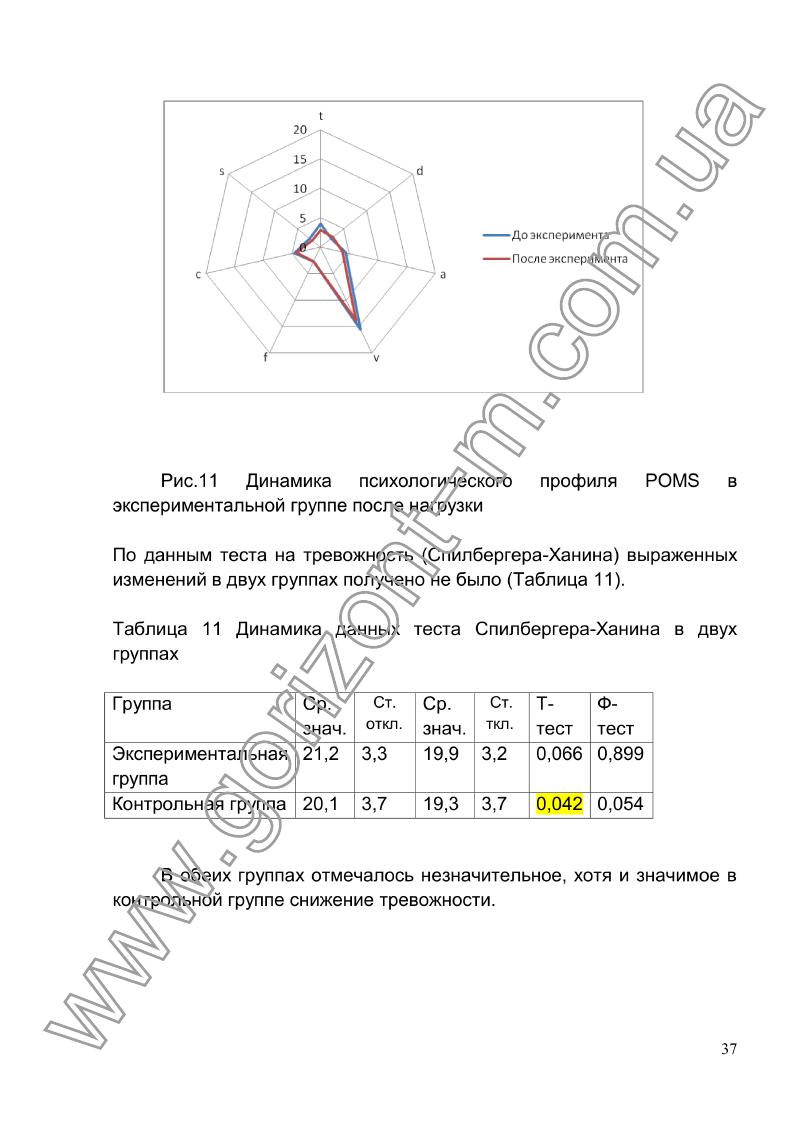 t
20
15
10
5
0
s
d
c
a
f
v
До эксперимента
После эксперимента
Рис.11 Динамика психологического профиля POMS в
экспериментальной группе после нагрузки
По данным теста на тревожность (Спилбергера-Ханина) выраженных
изменений в двух группах получено не было (Таблица 11).
Таблица 11 Динамика данных теста Спилбергера-Ханина в двух
группах
Группа Ср. Ст. Ср. Ст. Т- Ф-
знач. откл. знач. ткл. тест тест
Экспериментальная 21,2 3,3 19,9 3,2 0,066 0,899
группа
Контрольная группа 20,1 3,7 19,3 3,7 0,042 0,054
В обеих группах отмечалось незначительное, хотя и значимое в
контрольной группе снижение тревожности.
37
www.gorizont-m.com.ua